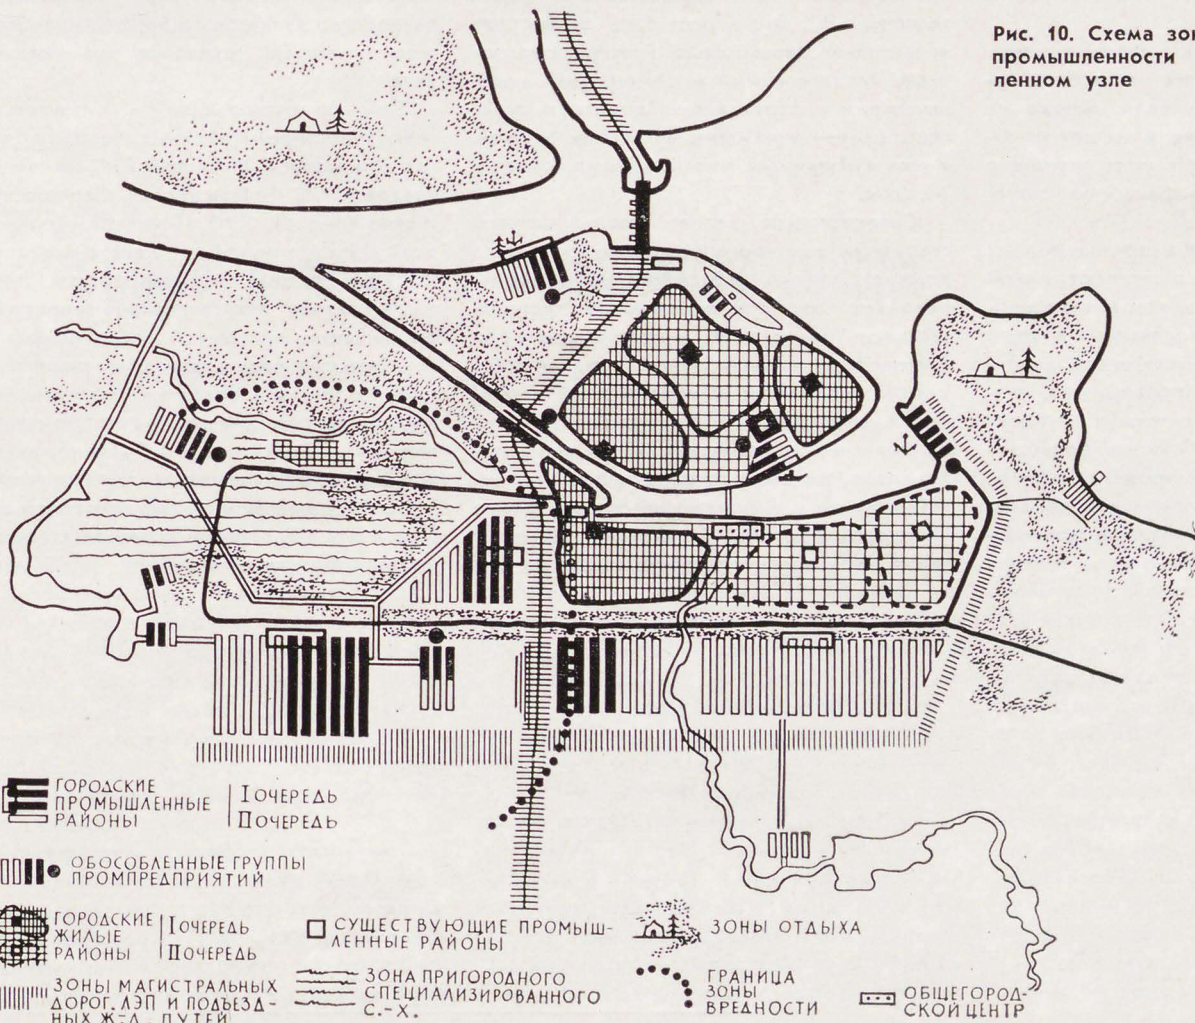 Рис. 10. Схема
промышленности
ленном узле
ГОРОДСКИЕ
ПРОМЫШЛЕННЫЕ
РАЙОНЫ
I ОЧЕРЕДЬ
II ОЧЕРЕДЬ
ОБОСОБЛЕННЫЕ ГРУППЫ
ПРОМПРЕДПРИЯТИЙ
ГОРОДСКИЕ
ЖИЛЫЕ
РАЙОНЫ
I ОЧЕРЕДЬ
II ОЧЕРЕДЬ
ЗОНЫ МАГИСТРАЛЬНЫХ
ДОРОГ, ЛЭП И ПОДЪЕЗД-
НЫХ Ж-Д. ПУТЕЙ
СУЩЕСТВУЮЩИЕ ПРОМЫШ-
ЛЕННЫЕ РАЙОНЫ
ЗОНА ПРИГОРОДНОГО
СПЕЦИАЛИЗИРОВАННОГО
С.-Х.
ЗОНЫ ОТДЫХА
ГРАНИЦА
ЗОНЫ
ВРЕДНОСТИ
ОБЩЕГОРОД-
СКОЙ ЦЕНТР